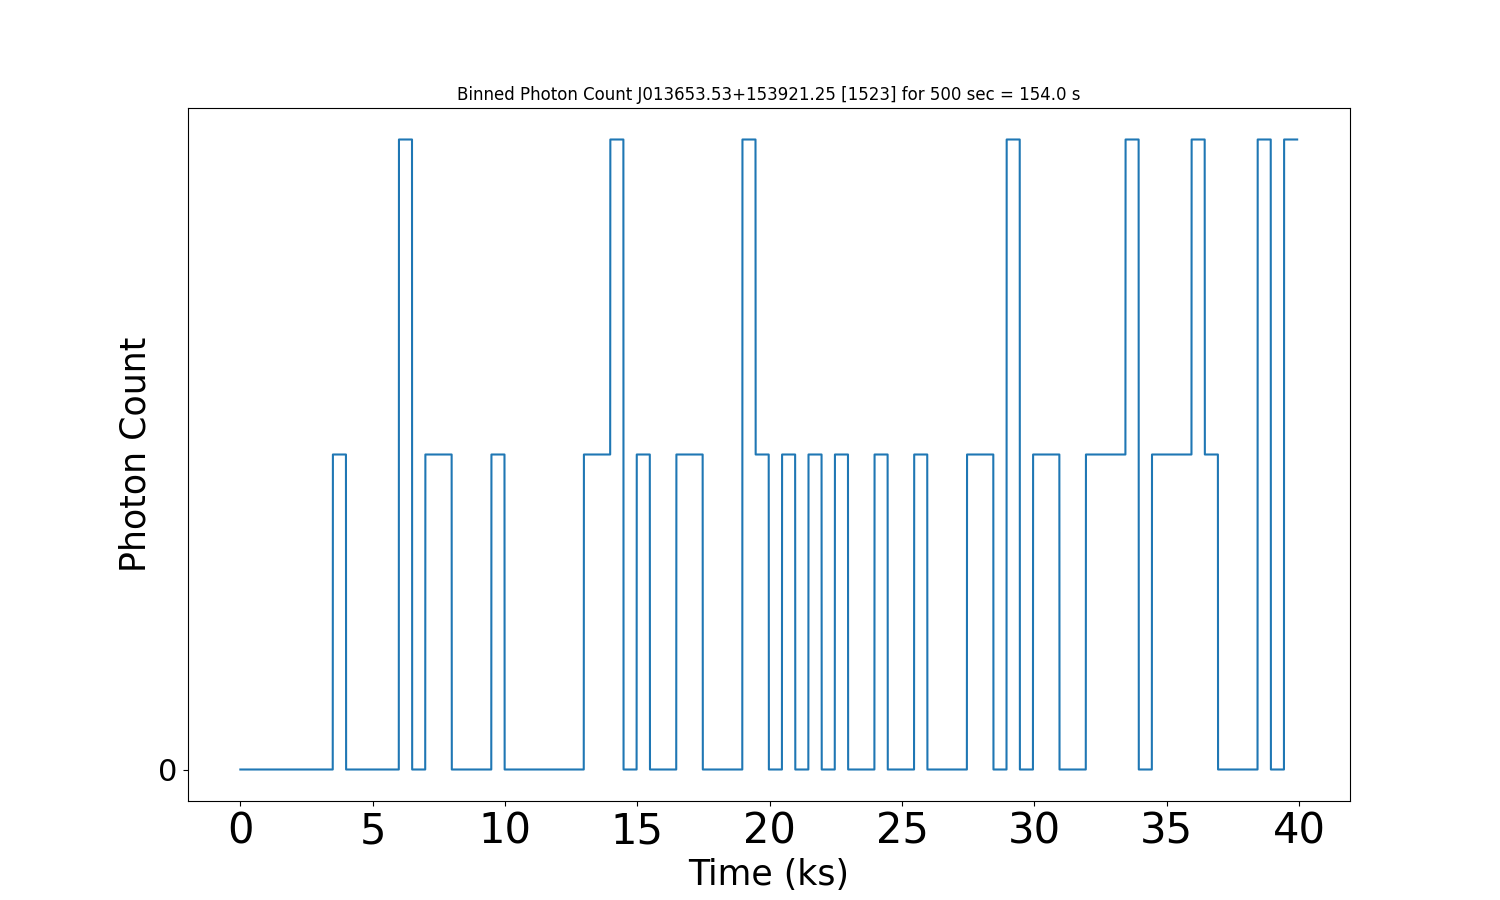 Binned Photon Count J013653.53+153921.25 [1523] for 500 sec = 154.0 s
Photon Count
0
0 5 10 15 20 25 30 35 40
Time (ks)